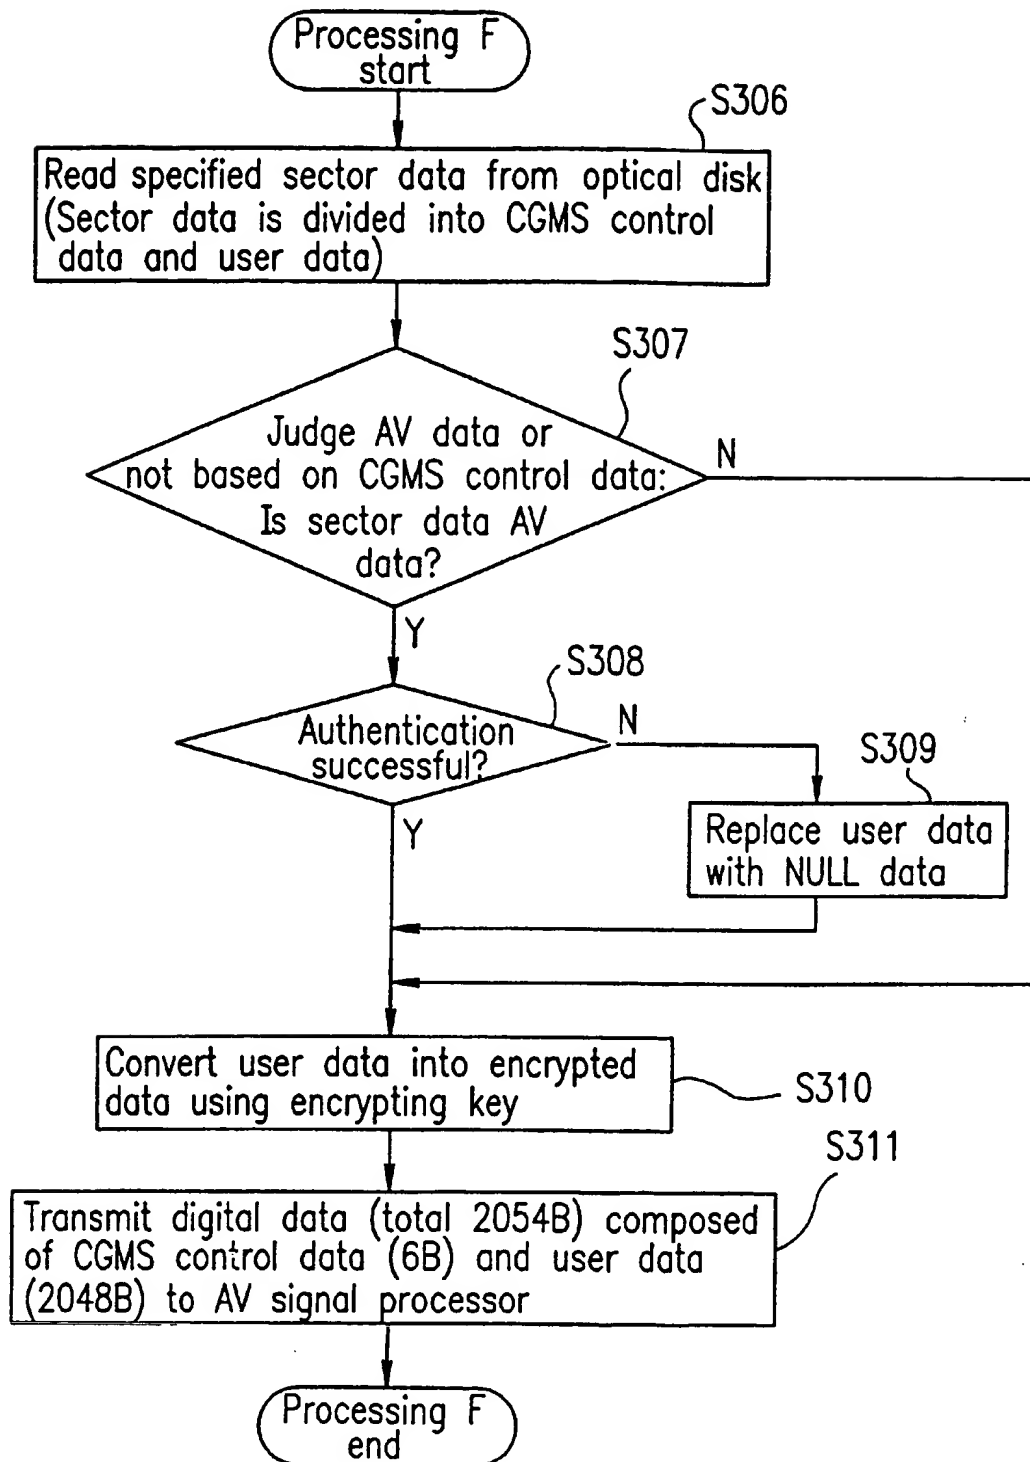 Processing F
start
S306
Read specified sector data from optical disk
(Sector data is divided into CGMS control
data and user data)
S307
Judge AV data or
not based on CGMS control data:
Is sector data AV
data?
N
Y
S308
Authentication
successful?
N
S309
Replace user data
with NULL data
Y
Convert user data into encrypted
data using encrypting key
S310
S311
Transmit digital data (total 2054B) composed
of CGMS control data (6B) and user data
(2048B) to AV signal processor
Processing F
end